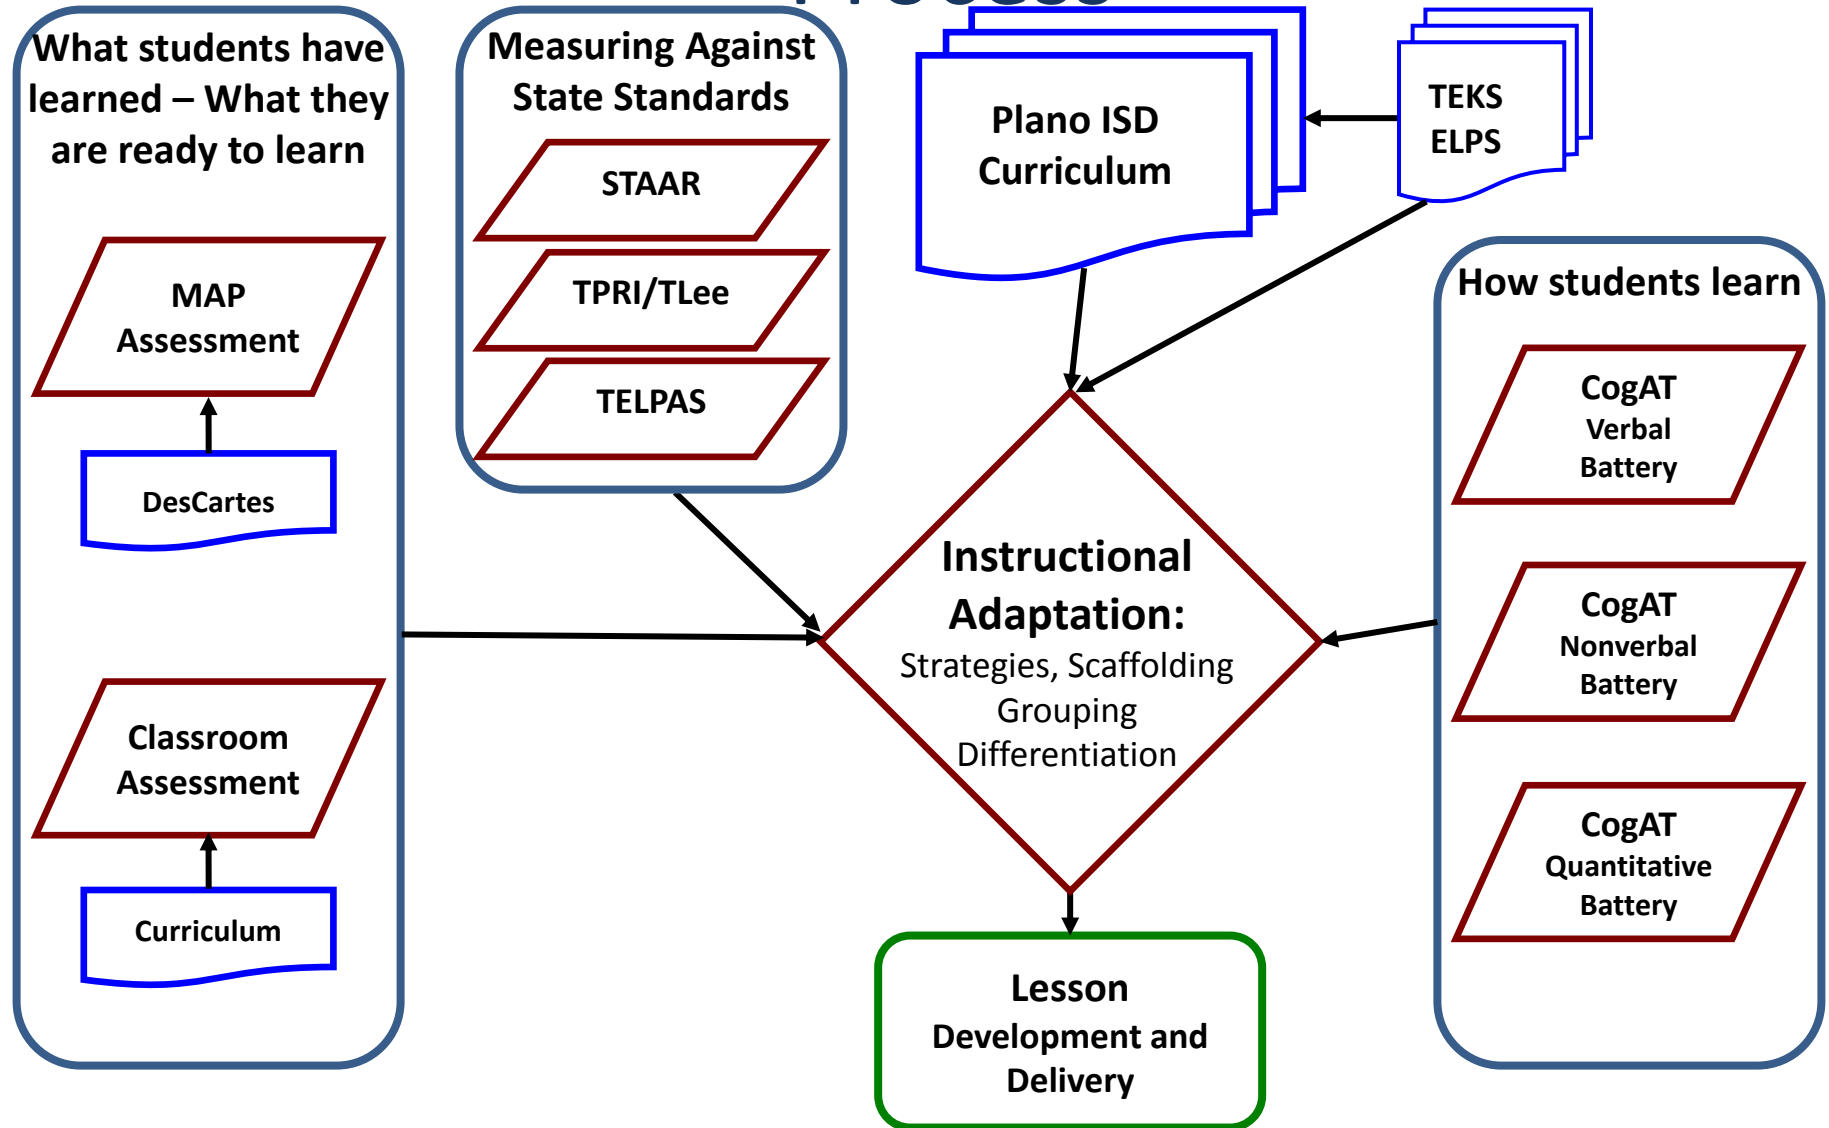 Process
What students have
learned – What they
are ready to learn
MAP
Assessment
DesCartes
Classroom
Assessment
Curriculum
Measuring Against
State Standards
STAAR
TPRI/TLee
TELPAS
Plano ISD
Curriculum
TEKS
ELPS
Instructional
Adaptation:
Strategies, Scaffolding
Grouping
Differentiation
Lesson
Development and
Delivery
How students learn
CogAT
Verbal
Battery
CogAT
Nonverbal
Battery
CogAT
Quantitative
Battery